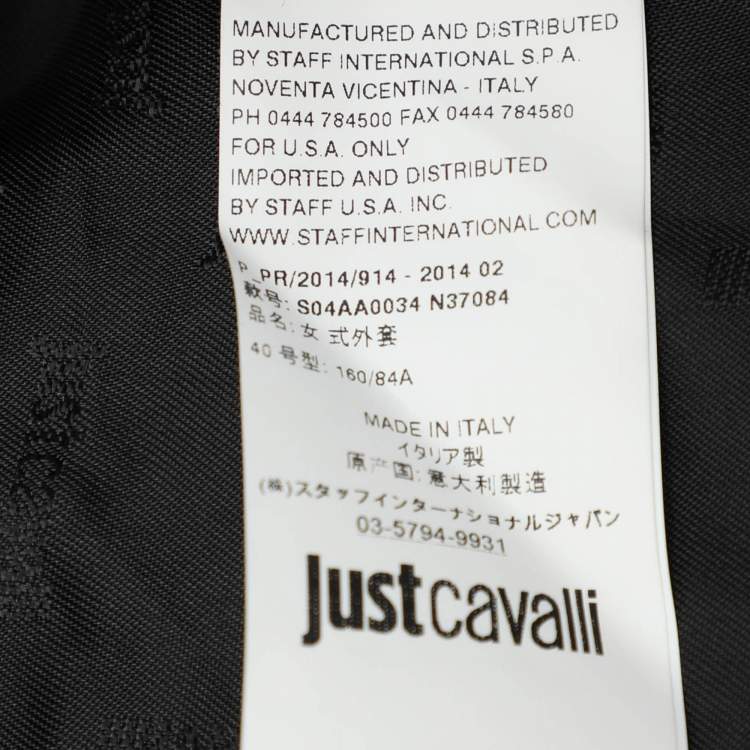 MANUFACTURED AND DISTRIBUTED
BY STAFF INTERNATIONAL S.P.A.
NOVENTA VICENTINA - ITALY
PH 0444 784500 FAX 0444 784580
FOR U.S.A. ONLY
IMPORTED AND DISTRIBUTED
BY STAFF U.S.A. INC.
WWW.STAFFINTERNATIONAL.COM
P_PR/2014/914 - 2014 02
款号: S04AA0034 N37084
品名: 女 式外套
40 号型: 160/84A
MADE IN ITALY
イタリア製
原产国: 意大利製造
(株)スタッフインターナショナルジャパン
03-5794-9931
Just cavalli